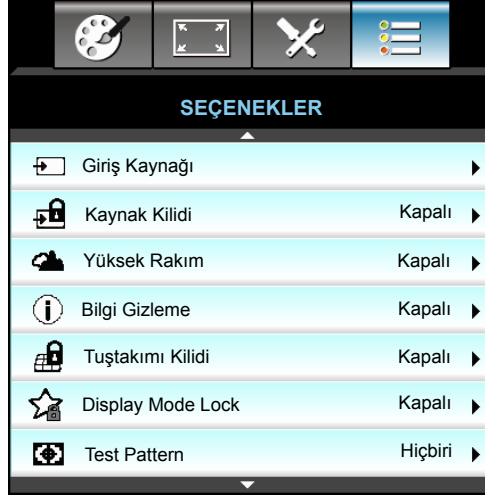 SEÇENEKLER
Giriş Kaynağı
Kaynak Kilidi Kapalı
Yüksek Rakım Kapalı
Bilgi Gizleme Kapalı
Tuştakımı Kilidi Kapalı
Display Mode Lock Kapalı
Test Pattern Hiçbiri